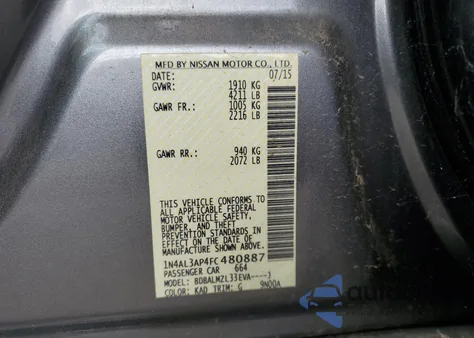 MFD BY NISSAN MOTOR CO., LTD.
DATE: 07/15
GVWR: 1910 KG
4211 LB
GAWR FR.: 1005 KG
2216 LB
GAWR RR.: 940 KG
2072 LB
THIS VEHICLE CONFORMS TO
ALL APPLICABLE FEDERAL
MOTOR VEHICLE SAFETY,
BUMPER, AND THEFT
PREVENTION STANDARDS IN
EFFECT ON THE DATE OF
MANUFACTURE SHOWN ABOVE.
1N4AL3AP4FC480887
PASSENGER CAR 664
MODEL: BDBALMZL33EVA----J
COLOR: KAD TRIM: G 9N00A